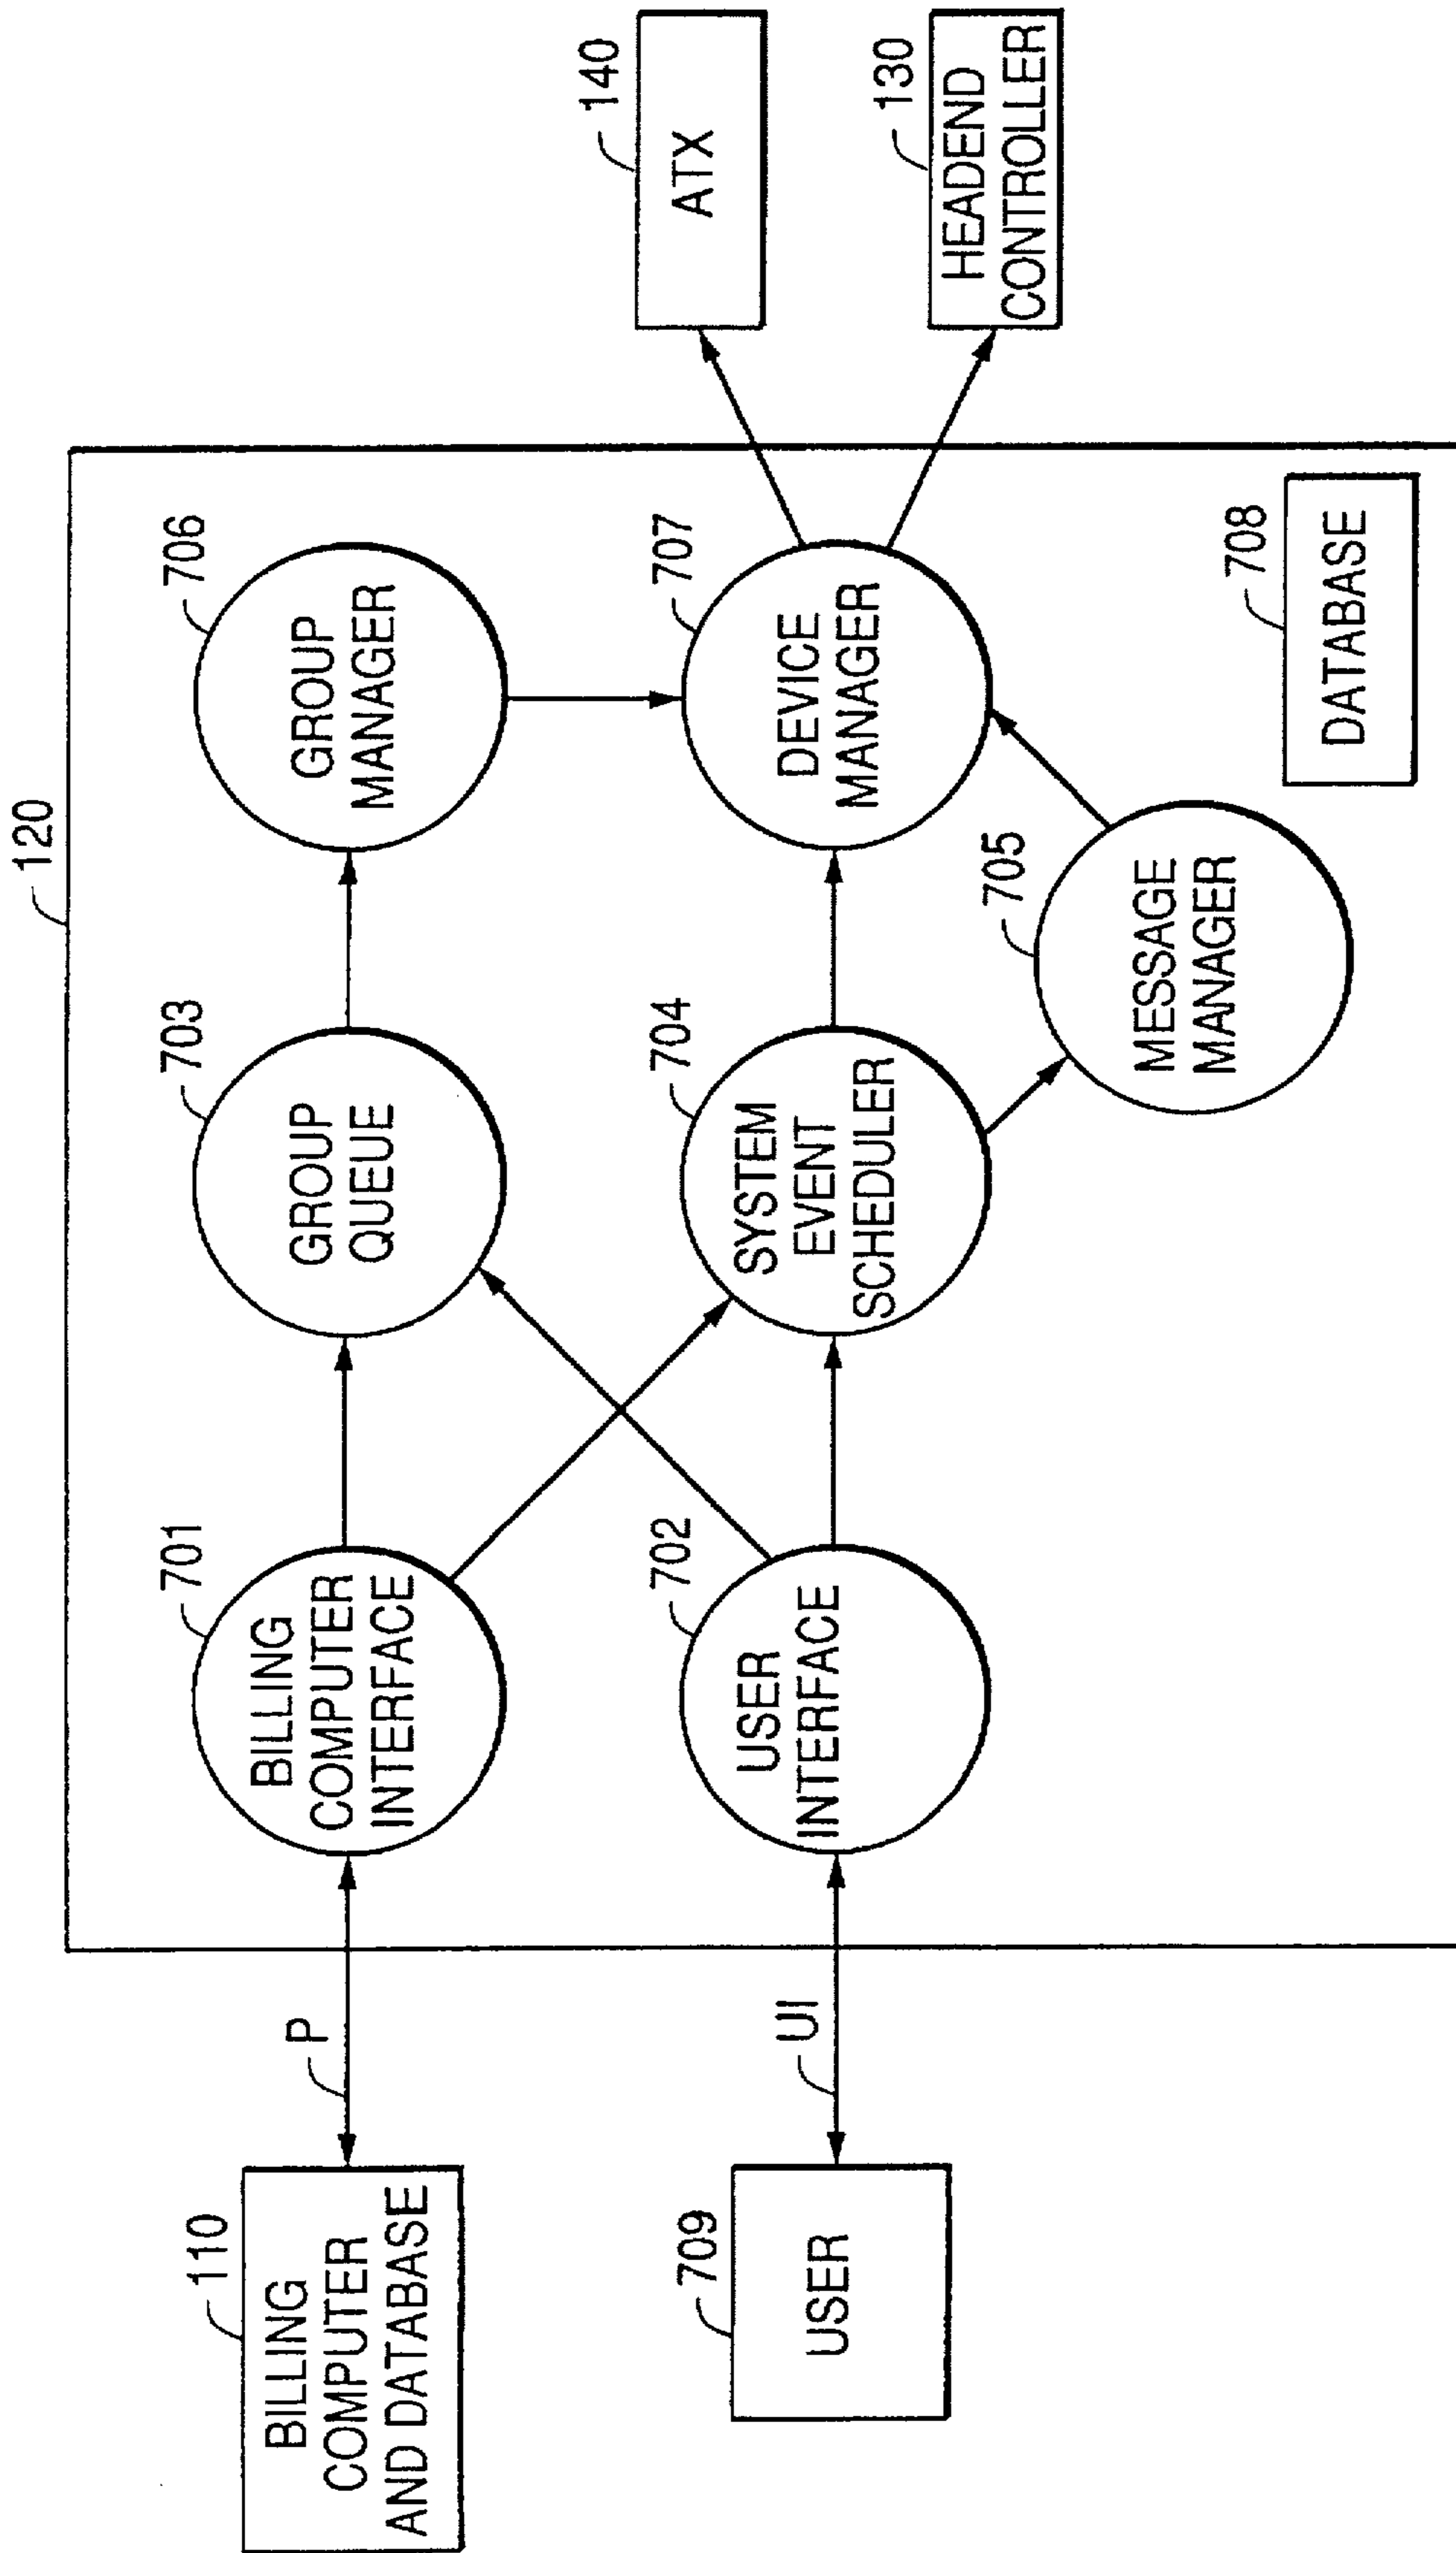 120
110
BILLING
COMPUTER
AND DATABASE
P
701
BILLING
COMPUTER
INTERFACE
703
GROUP
QUEUE
706
GROUP
MANAGER
140
ATX
709
USER
UI
702
USER
INTERFACE
704
SYSTEM
EVENT
SCHEDULER
707
DEVICE
MANAGER
130
HEADEND
CONTROLLER
705
MESSAGE
MANAGER
708
DATABASE